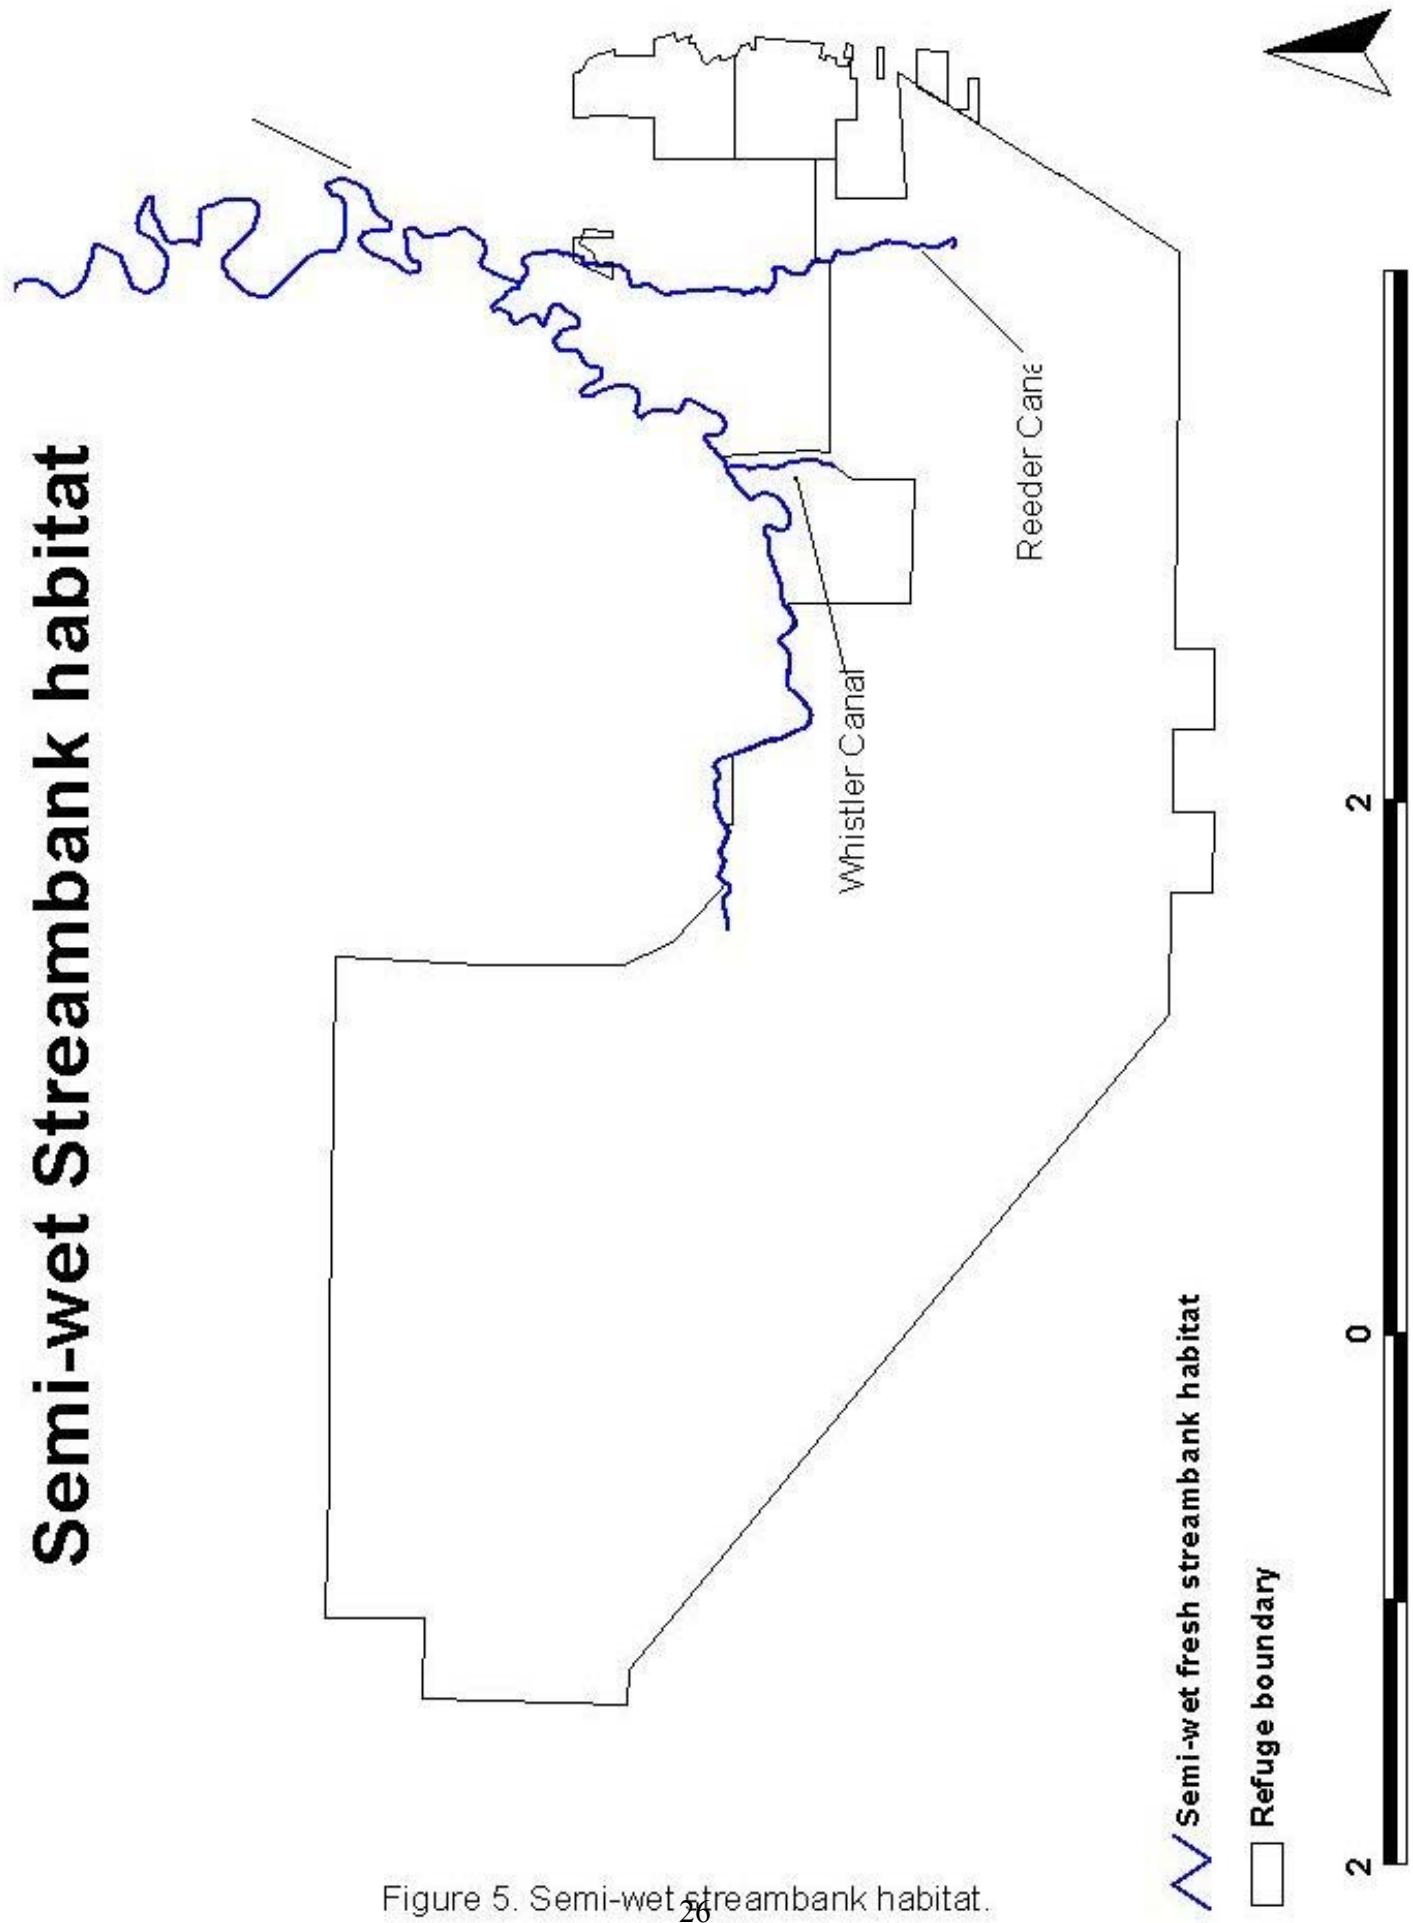 Semi-wet Streambank habitat
Whistler Canal
Reeder Cana
Semi-wet fresh streambank habitat
Refuge boundary
2 0 2
Figure 5. Semi-wet streambank habitat.
26